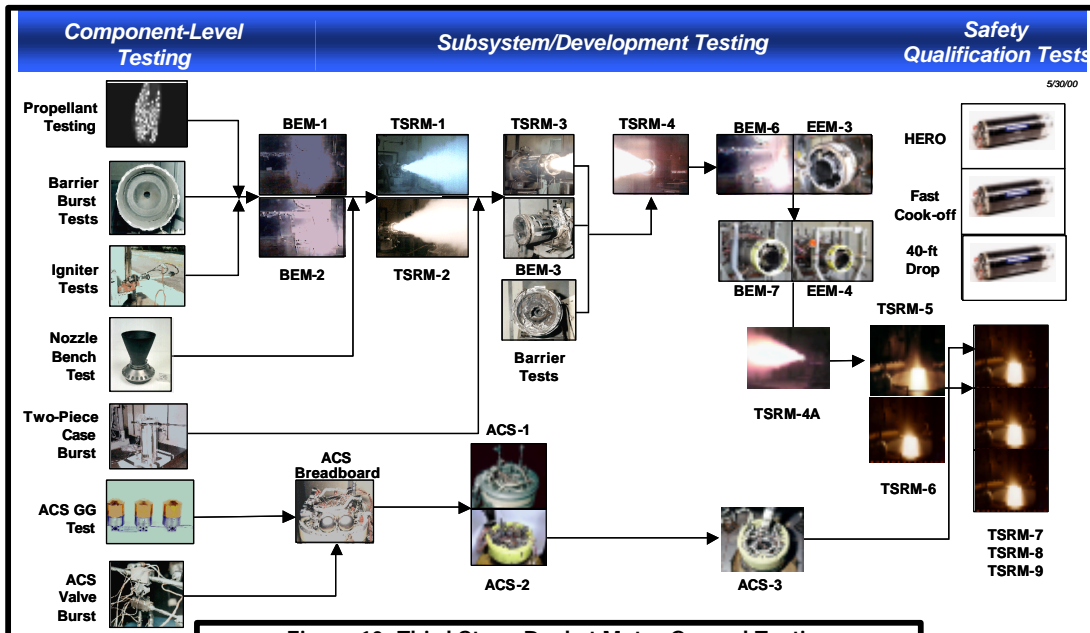 Component-Level
Testing
Subsystem/Development Testing
Safety
Qualification Tests
5/30/00
Propellant
Testing
Barrier
Burst
Tests
Igniter
Tests
Nozzle
Bench
Test
Two-Piece
Case
Burst
ACS GG
Test
ACS
Valve
Burst
BEM-1
BEM-2
TSRM-1
TSRM-2
TSRM-3
BEM-3
Barrier
Tests
TSRM-4
BEM-6
EEM-3
BEM-7
EEM-4
TSRM-4A
TSRM-5
TSRM-6
HERO
Fast
Cook-off
40-ft
Drop
TSRM-7
TSRM-8
TSRM-9
ACS
Breadboard
ACS-1
ACS-2
ACS-3